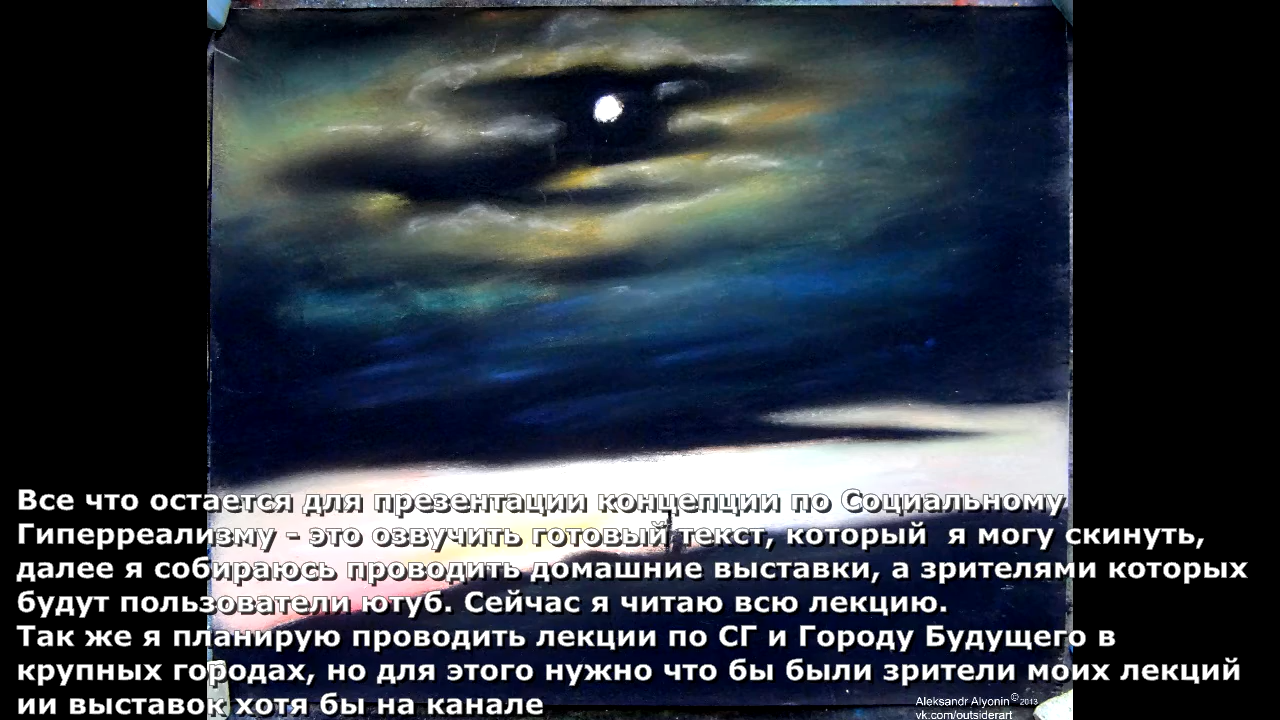 Все что остается для презентации концепции по Социальному
Гиперреализму - это озвучить готовый текст, который я могу скинуть,
далее я собираюсь проводить домашние выставки, а зрителями которых
будут пользователи ютуб. Сейчас я читаю всю лекцию.
Так же я планирую проводить лекции по СГ и Городу Будущего в
крупных городах, но для этого нужно что бы были зрители моих лекций
ии выставок хотя бы на канале
Aleksandr Alyonin © 2013
vk.com/outsiderart